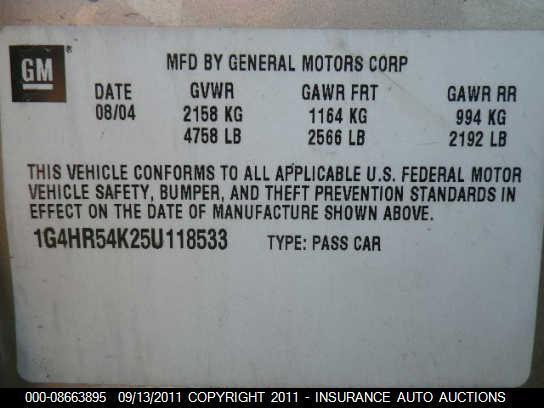 GM ®
MFD BY GENERAL MOTORS CORP
DATE GVWR GAWR FRT GAWR RR
08/04 2158 KG 1164 KG 994 KG
4758 LB 2566 LB 2192 LB
THIS VEHICLE CONFORMS TO ALL APPLICABLE U.S. FEDERAL MOTOR
VEHICLE SAFETY, BUMPER, AND THEFT PREVENTION STANDARDS IN
EFFECT ON THE DATE OF MANUFACTURE SHOWN ABOVE.
1G4HR54K25U118533 TYPE: PASS CAR
000-08663895 09/13/2011 COPYRIGHT 2011 - INSURANCE AUTO AUCTIONS